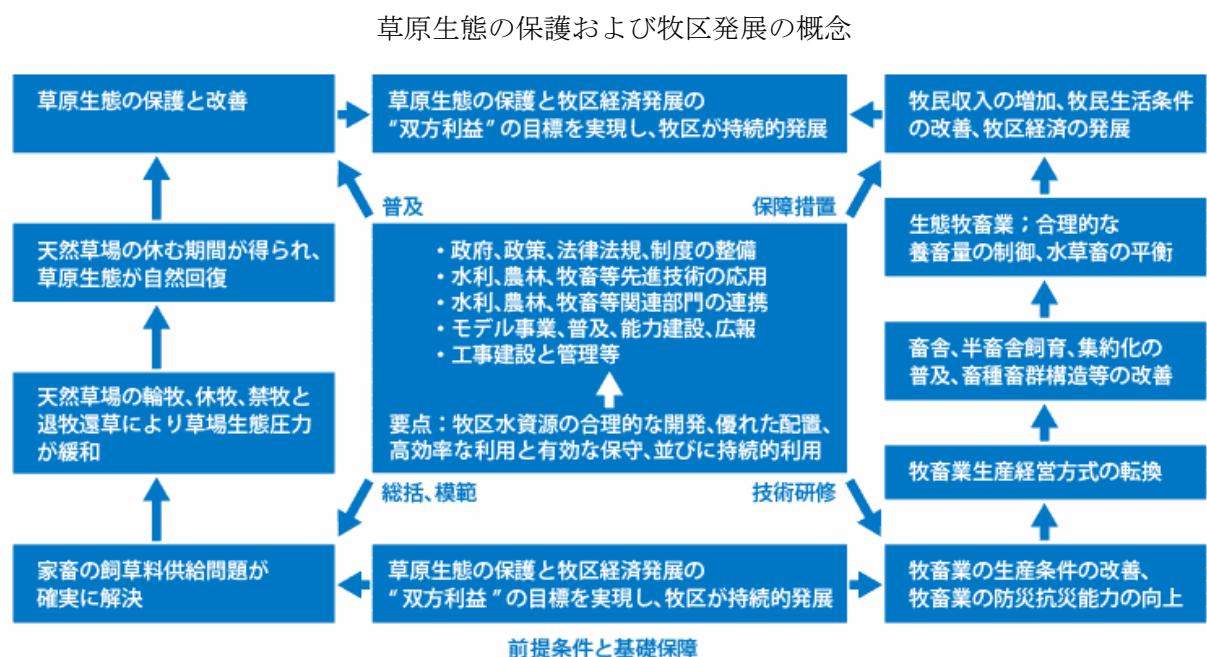 草原生態の保護および牧区発展の概念
草原生態の保護と改善
草原生態の保護と牧区経済発展の
“双方利益”の目標を実現し、牧区が持続的発展
牧民収入の増加、牧民生活条件
の改善、牧区経済の発展
普及
保障措置
天然草場の休む期間が得られ、
草原生態が自然回復
・政府、政策、法律法規、制度の整備
・水利、農林、牧畜等先進技術の応用
・水利、農林、牧畜等関連部門の連携
・モデル事業、普及、能力建設、広報
・工事建設と管理等
生態牧畜業；合理的な
養畜量の制御、水草畜の平衡
天然草場の輪牧、休牧、禁牧と
退牧還草により草場生態圧力
が緩和
要点：牧区水資源の合理的な開発、優れた配置、
高効率な利用と有効な保守、並びに持続的利用
畜舎、半畜舎飼育、集約化の
普及、畜種畜群構造等の改善
牧畜業生産経営方式の転換
総括、模範
技術研修
家畜の飼草料供給問題が
確実に解決
草原生態の保護と牧区経済発展の
“双方利益”の目標を実現し、牧区が持続的発展
牧畜業の生産条件の改善、
牧畜業の防災抗災能力の向上
前提条件と基礎保障